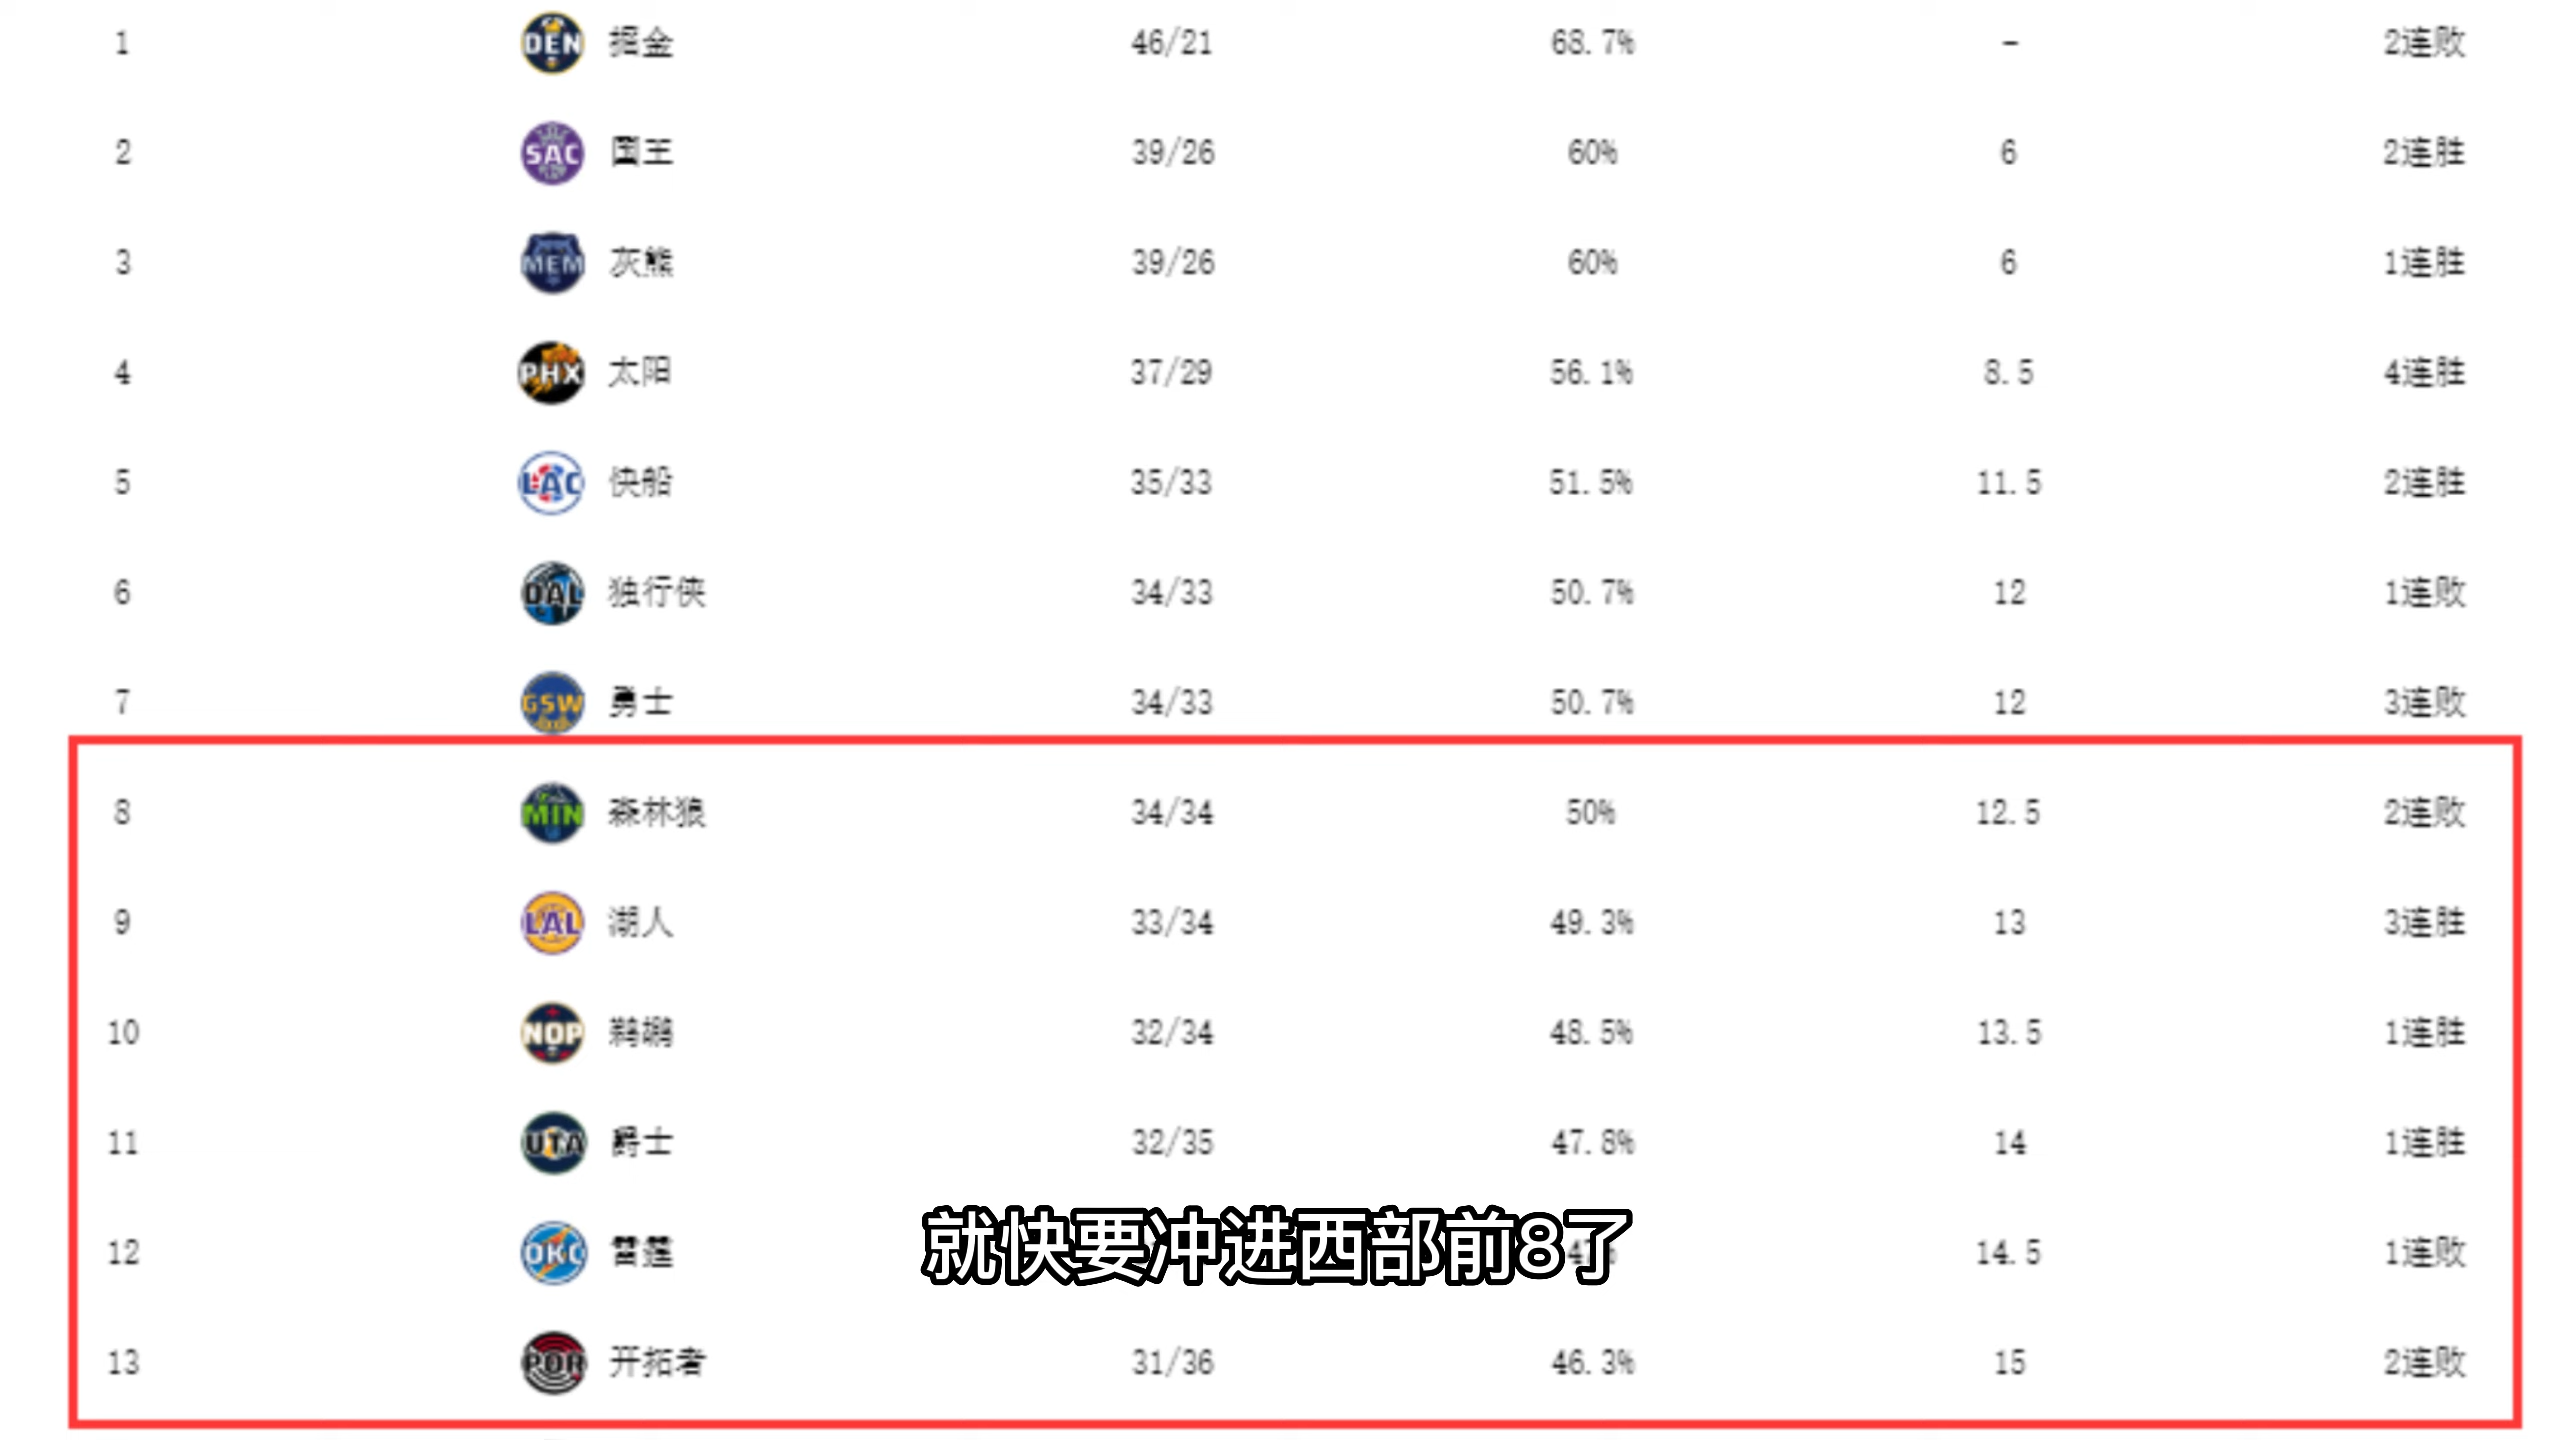 1 DEN 掘金 46/21 68.7% - 2连败
2 SAC 国王 39/26 60% 6 2连胜
3 MEM 灰熊 39/26 60% 6 1连胜
4 PHX 太阳 37/29 56.1% 8.5 4连胜
5 LAC 快船 35/33 51.5% 11.5 2连胜
6 DAL 独行侠 34/33 50.7% 12 1连败
7 GSW 勇士 34/33 50.7% 12 3连败
8 MIN 森林狼 34/34 50% 12.5 2连败
9 LAL 湖人 33/34 49.3% 13 3连胜
10 NOP 鹈鹕 32/34 48.5% 13.5 1连胜
11 UTA 爵士 32/35 47.8% 14 1连胜
12 OKC 雷霆 14.5 1连败
就快要冲进西部前8了
13 POR 开拓者 31/36 46.3% 15 2连败